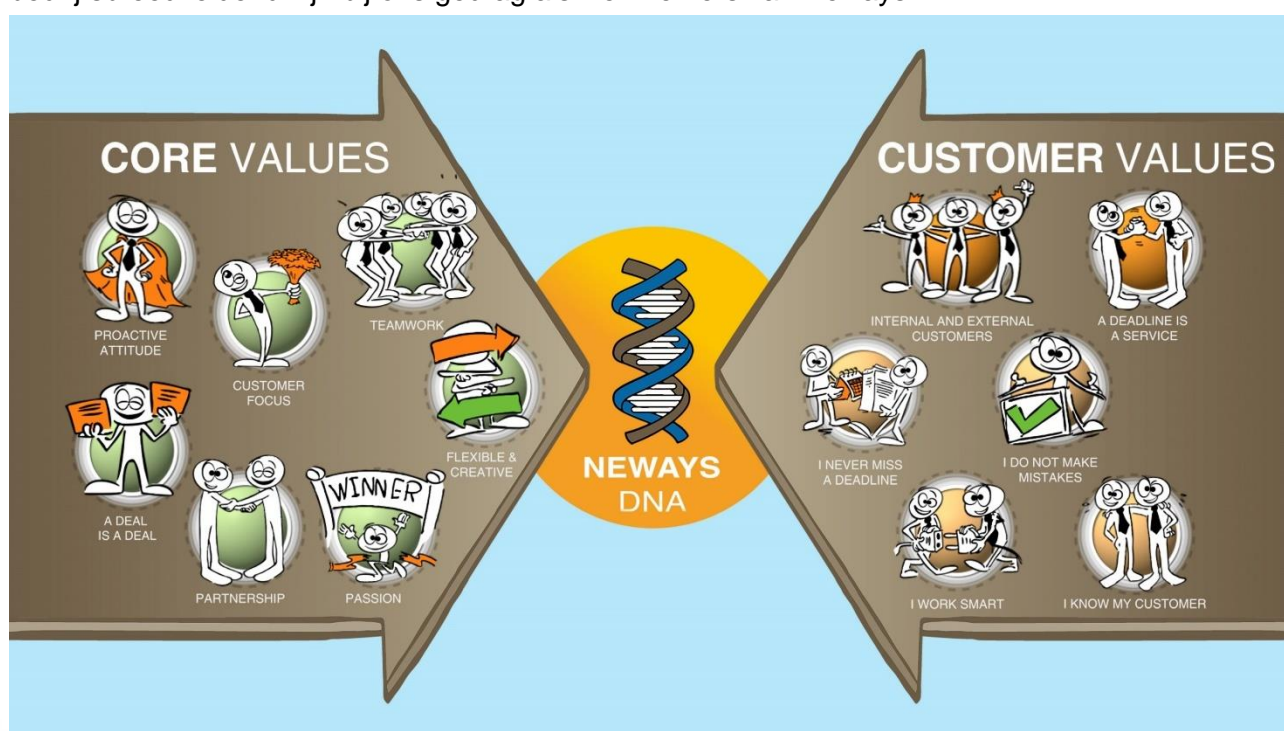 CORE VALUES
PROACTIVE
ATTITUDE
CUSTOMER
FOCUS
TEAMWORK
FLEXIBLE &
CREATIVE
A DEAL
IS A DEAL
PARTNERSHIP
WINNER
PASSION
NEWAYS
DNA
CUSTOMER VALUES
INTERNAL AND EXTERNAL
CUSTOMERS
A DEADLINE IS
A SERVICE
I NEVER MISS
A DEADLINE
I DO NOT MAKE
MISTAKES
I WORK SMART
I KNOW MY CUSTOMER